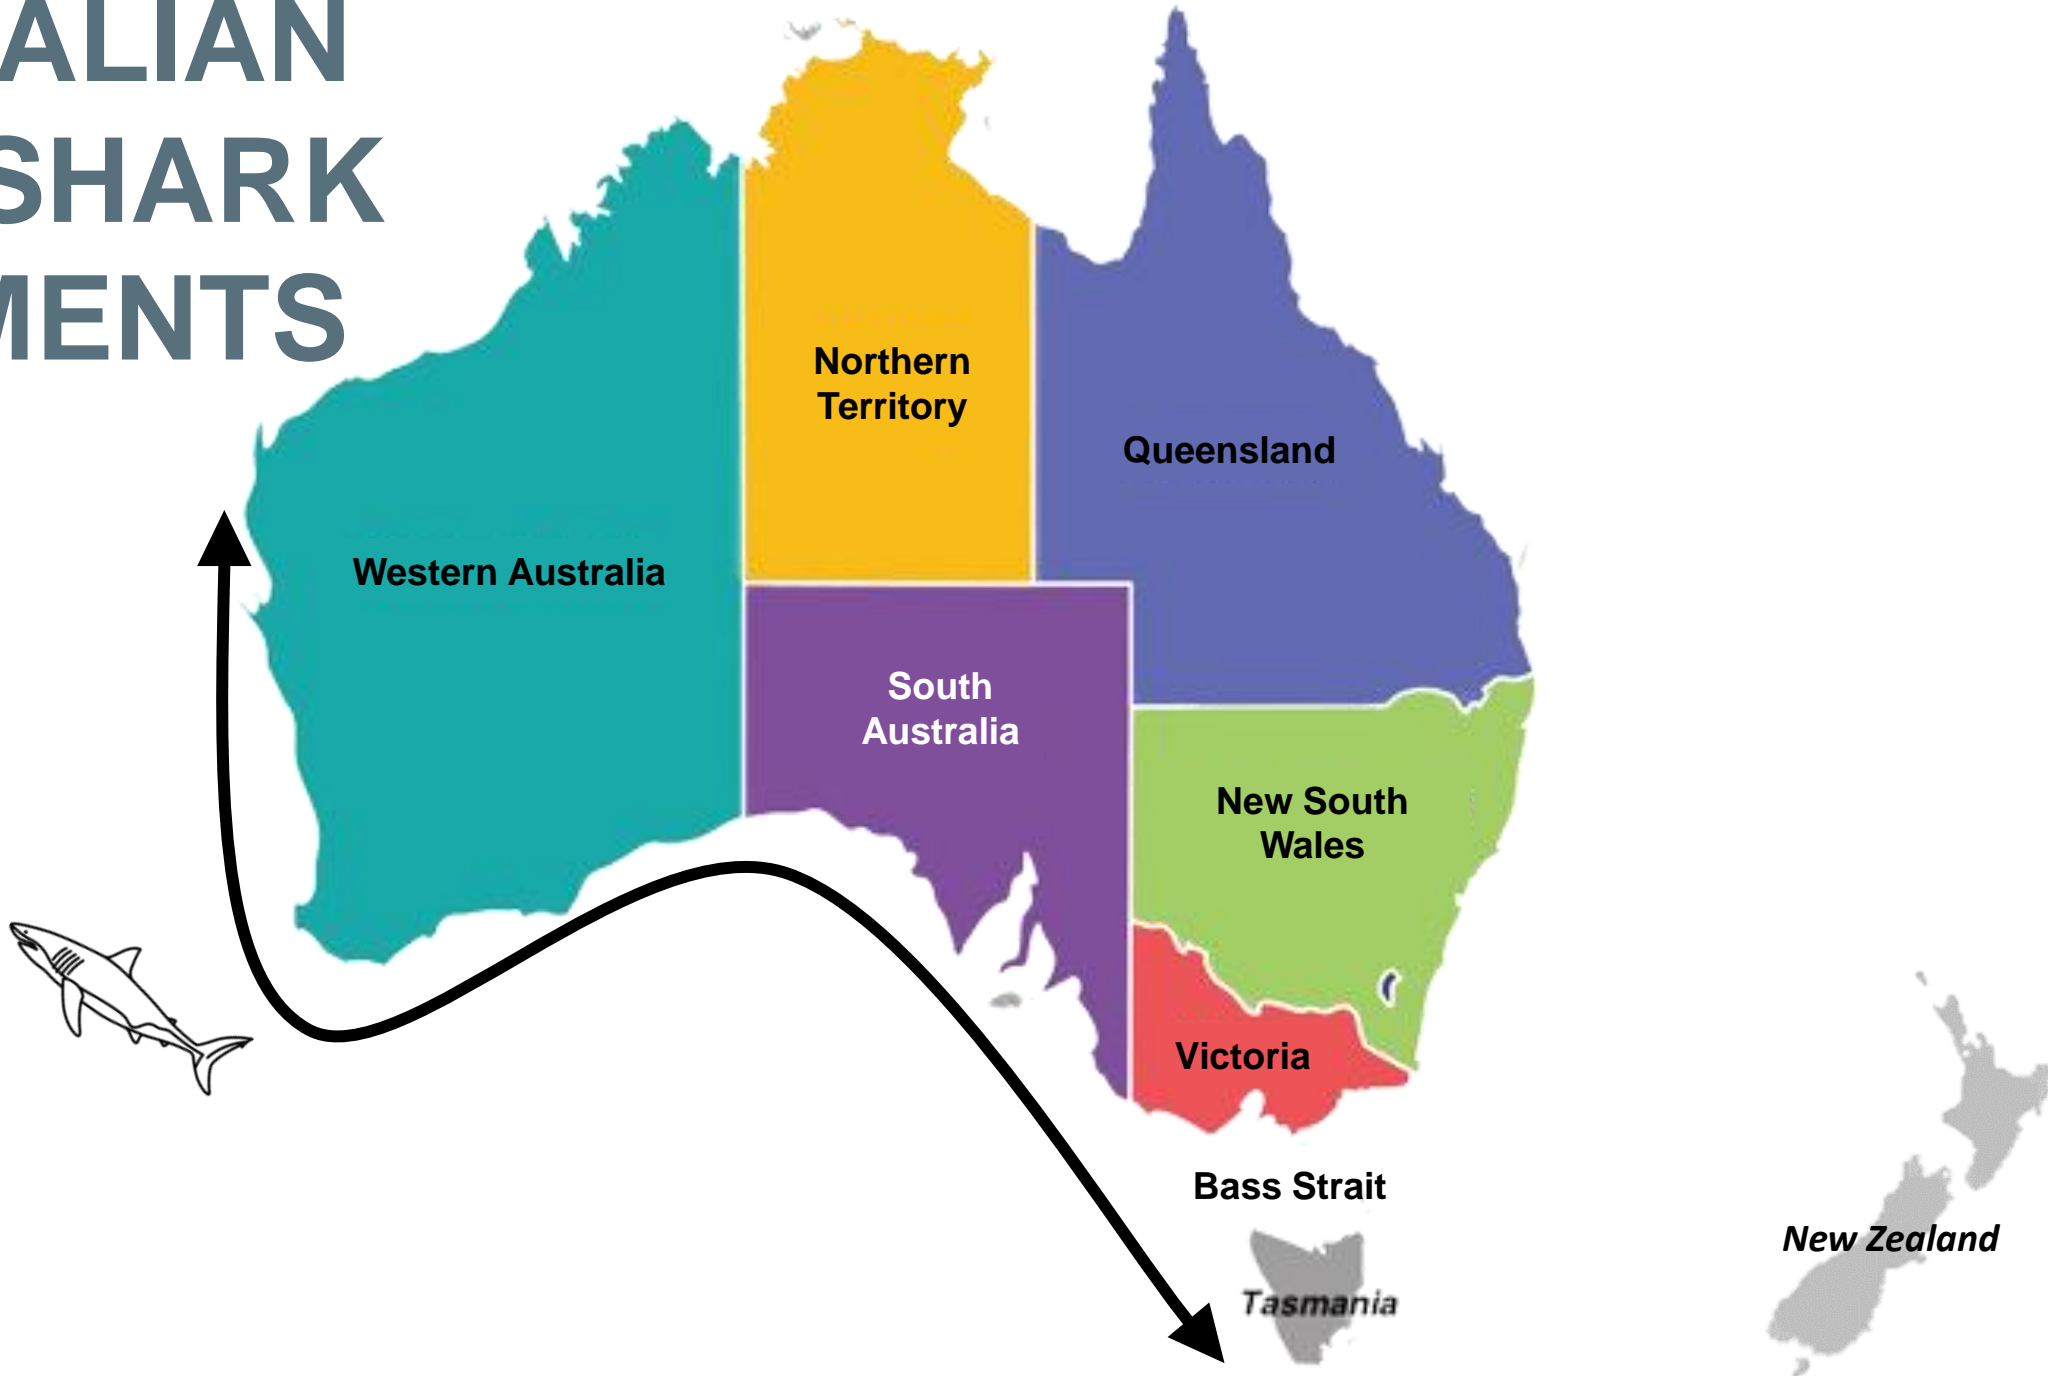 ALIAN
SHARK
MENTS
Northern
Territory
Queensland
Western Australia
South
Australia
New South
Wales
Victoria
Bass Strait
New Zealand
Tasmania